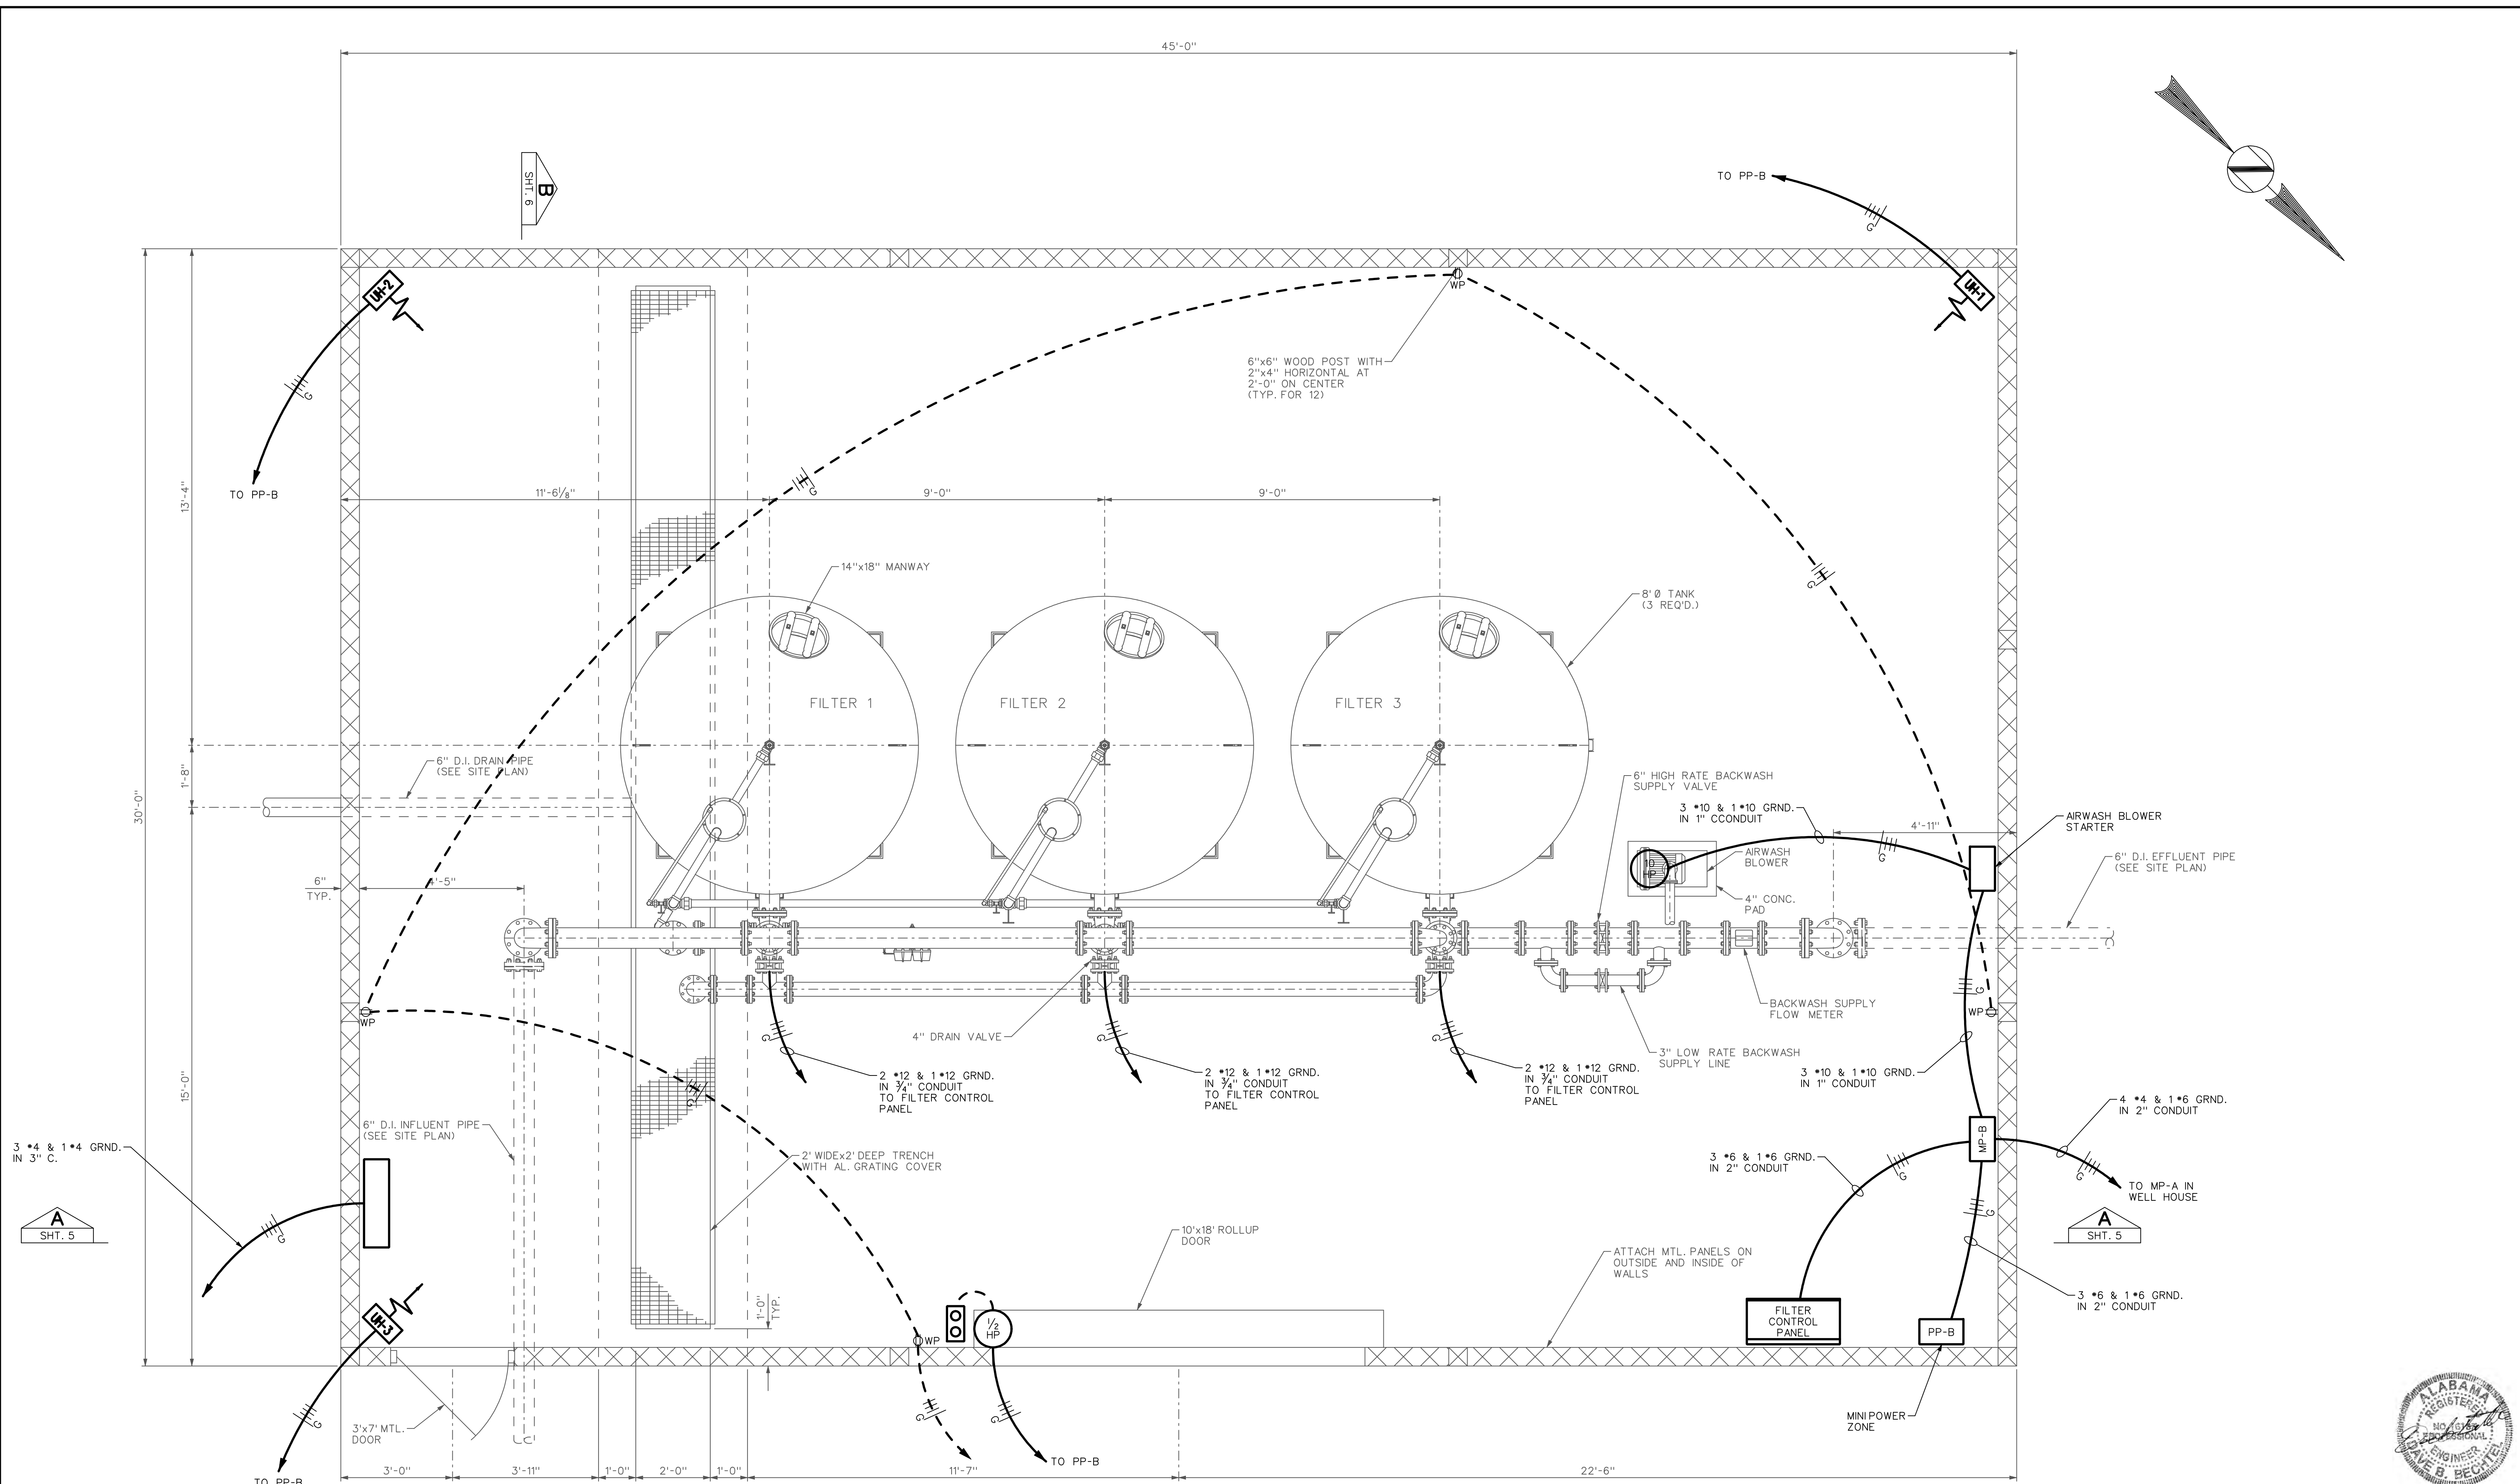 45'-0"
B
SHT. 6
TO PP-B
G
UH-2
UH-1
WP
6"x6" WOOD POST WITH
2"x4" HORIZONTAL AT
2'-0" ON CENTER
(TYP. FOR 12)
G
TO PP-B
13'-4"
11'-6⅛"
G
9'-0"
9'-0"
14"x18" MANWAY
G
8' Ø TANK
(3 REQ'D.)
FILTER 1
FILTER 2
FILTER 3
30'-0"
1'-8"
6" D.I. DRAIN PIPE
(SEE SITE PLAN)
6" HIGH RATE BACKWASH
SUPPLY VALVE
3 #10 & 1 #10 GRND.
IN 1" CCONDUIT
4'-11"
AIRWASH BLOWER
STARTER
G
10
HP
AIRWASH
BLOWER
6" D.I. EFFLUENT PIPE
(SEE SITE PLAN)
6"
TYP.
4'-5"
4" CONC.
PAD
G
WP
WP
BACKWASH SUPPLY
FLOW METER
4" DRAIN VALVE
G
G
G
3" LOW RATE BACKWASH
SUPPLY LINE
2 #12 & 1 #12 GRND.
IN ¾" CONDUIT
TO FILTER CONTROL
PANEL
2 #12 & 1 #12 GRND.
IN ¾" CONDUIT
TO FILTER CONTROL
PANEL
2 #12 & 1 #12 GRND.
IN ¾" CONDUIT
TO FILTER CONTROL
PANEL
3 #10 & 1 #10 GRND.
IN 1" CONDUIT
15'-0"
G
4 #4 & 1 #6 GRND.
IN 2" CONDUIT
6" D.I. INFLUENT PIPE
(SEE SITE PLAN)
3 #4 & 1 #4 GRND.
IN 3" C.
MP-B
2' WIDEx2' DEEP TRENCH
WITH AL. GRATING COVER
3 #6 & 1 #6 GRND.
IN 2" CONDUIT
G
G
TO MP-A IN
WELL HOUSE
A
SHT. 5
G
G
A
SHT. 5
10'x18' ROLLUP
DOOR
ATTACH MTL. PANELS ON
OUTSIDE AND INSIDE OF
WALLS
3 #6 & 1 #6 GRND.
IN 2" CONDUIT
1'-0"
TYP.
UH-3
WP
1/2
HP
FILTER
CONTROL
PANEL
PP-B
G
G
G
3'x7' MTL.
DOOR
MINI POWER
ZONE
TO PP-B
TO PP-B
3'-0"
3'-11"
1'-0"
2'-0"
1'-0"
11'-7"
22'-6"
ALABAMA
REGISTERED
PROFESSIONAL
ENGINEER
DAVE B. BECHTEL